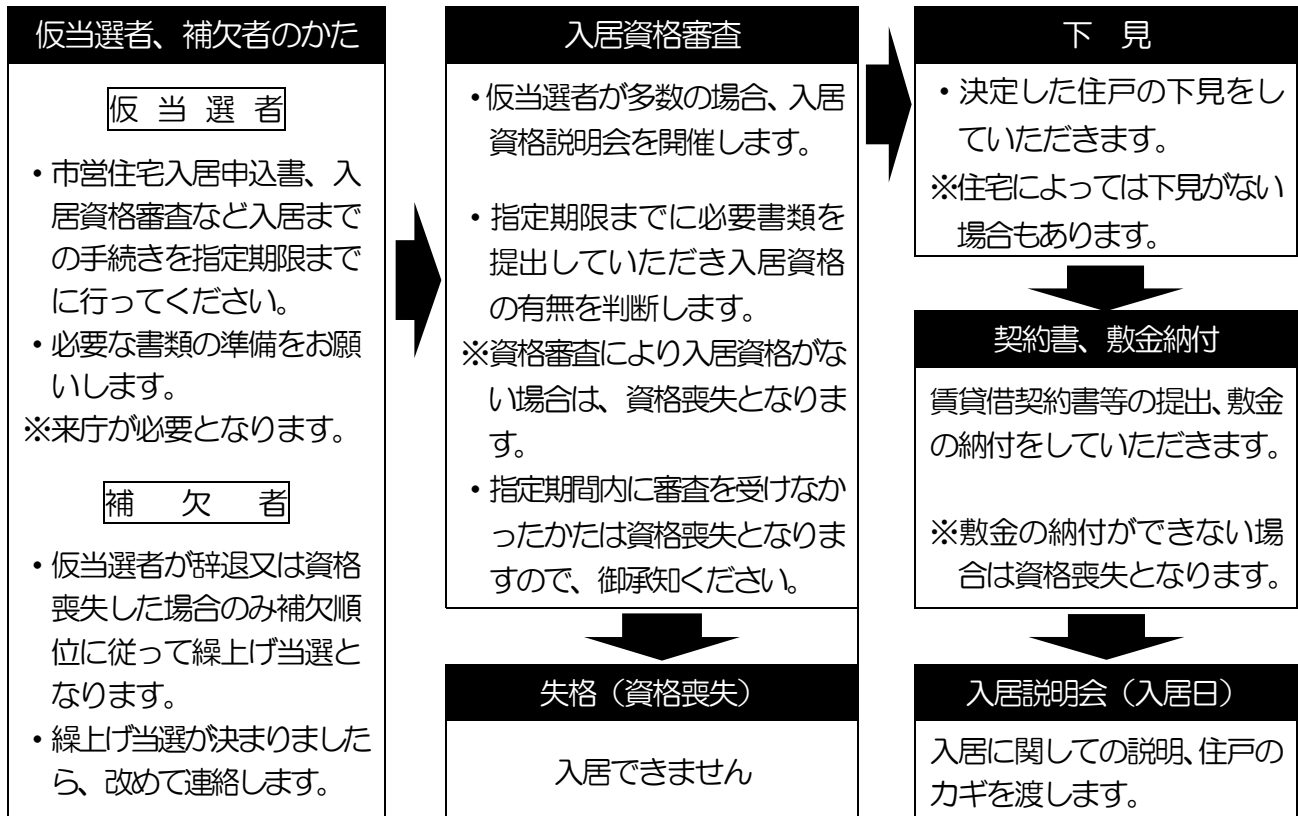 仮当選者、補欠者のかた
仮 当 選 者
・市営住宅入居申込書、入
居資格審査など入居まで
の手続きを指定期限まで
に行ってください。
・必要な書類の準備をお願
いします。
※来庁が必要となります。
補 欠 者
・仮当選者が辞退又は資格
喪失した場合のみ補欠順
位に従って繰上げ当選と
なります。
・繰上げ当選が決まりました
ら、改めて連絡します。
入居資格審査
・仮当選者が多数の場合、入居
資格説明会を開催します。
・指定期限までに必要書類を
提出していただき入居資格
の有無を判断します。
※資格審査により入居資格がな
い場合は、資格喪失となりま
す。
・指定期間内に審査を受けなか
ったかたは資格喪失となりま
すので、御承知ください。
失格（資格喪失）
入居できません
下 見
・決定した住戸の下見をし
ていただきます。
※住宅によっては下見がない
場合もあります。
契約書、敷金納付
賃貸借契約書等の提出、敷金
の納付をしていただきます。
※敷金の納付ができない場
合は資格喪失となります。
入居説明会（入居日）
入居に関しての説明、住戸の
カギを渡します。